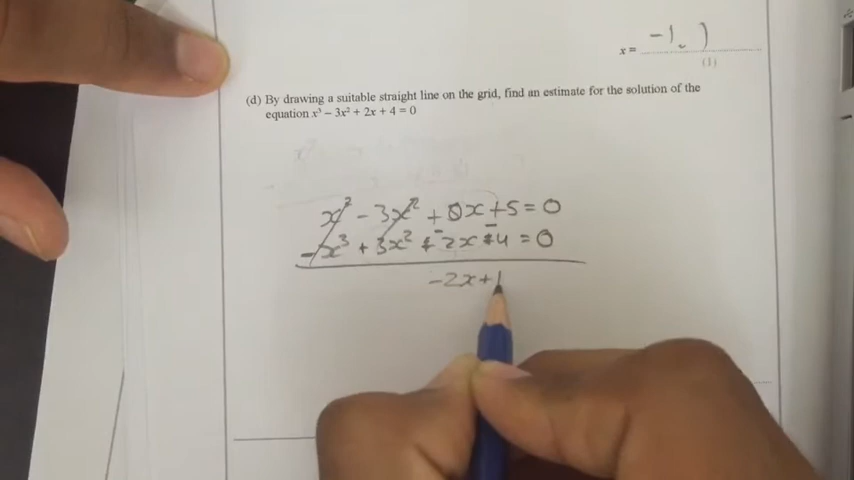 x = -1.
(1)
(d) By drawing a suitable straight line on the grid, find an estimate for the solution of the
equation x³ – 3x² + 2x + 4 = 0
x³ - 3x² + 0x + 5 = 0
- x³ + 3x² - 2x - 4 = 0
-2x + 1